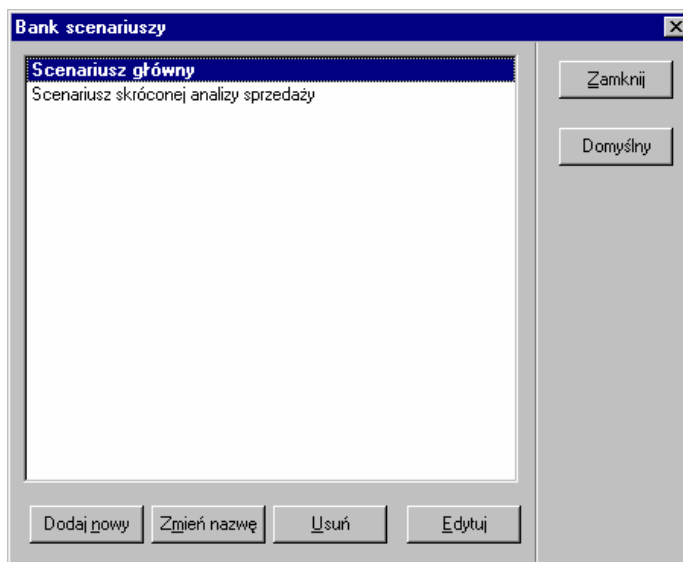 Bank scenariuszy
Scenariusz główny
Scenariusz skróconej analizy sprzedaży
Zamknij
Domyślny
Dodaj nowy
Zmień nazwę
Usuń
Edytuj